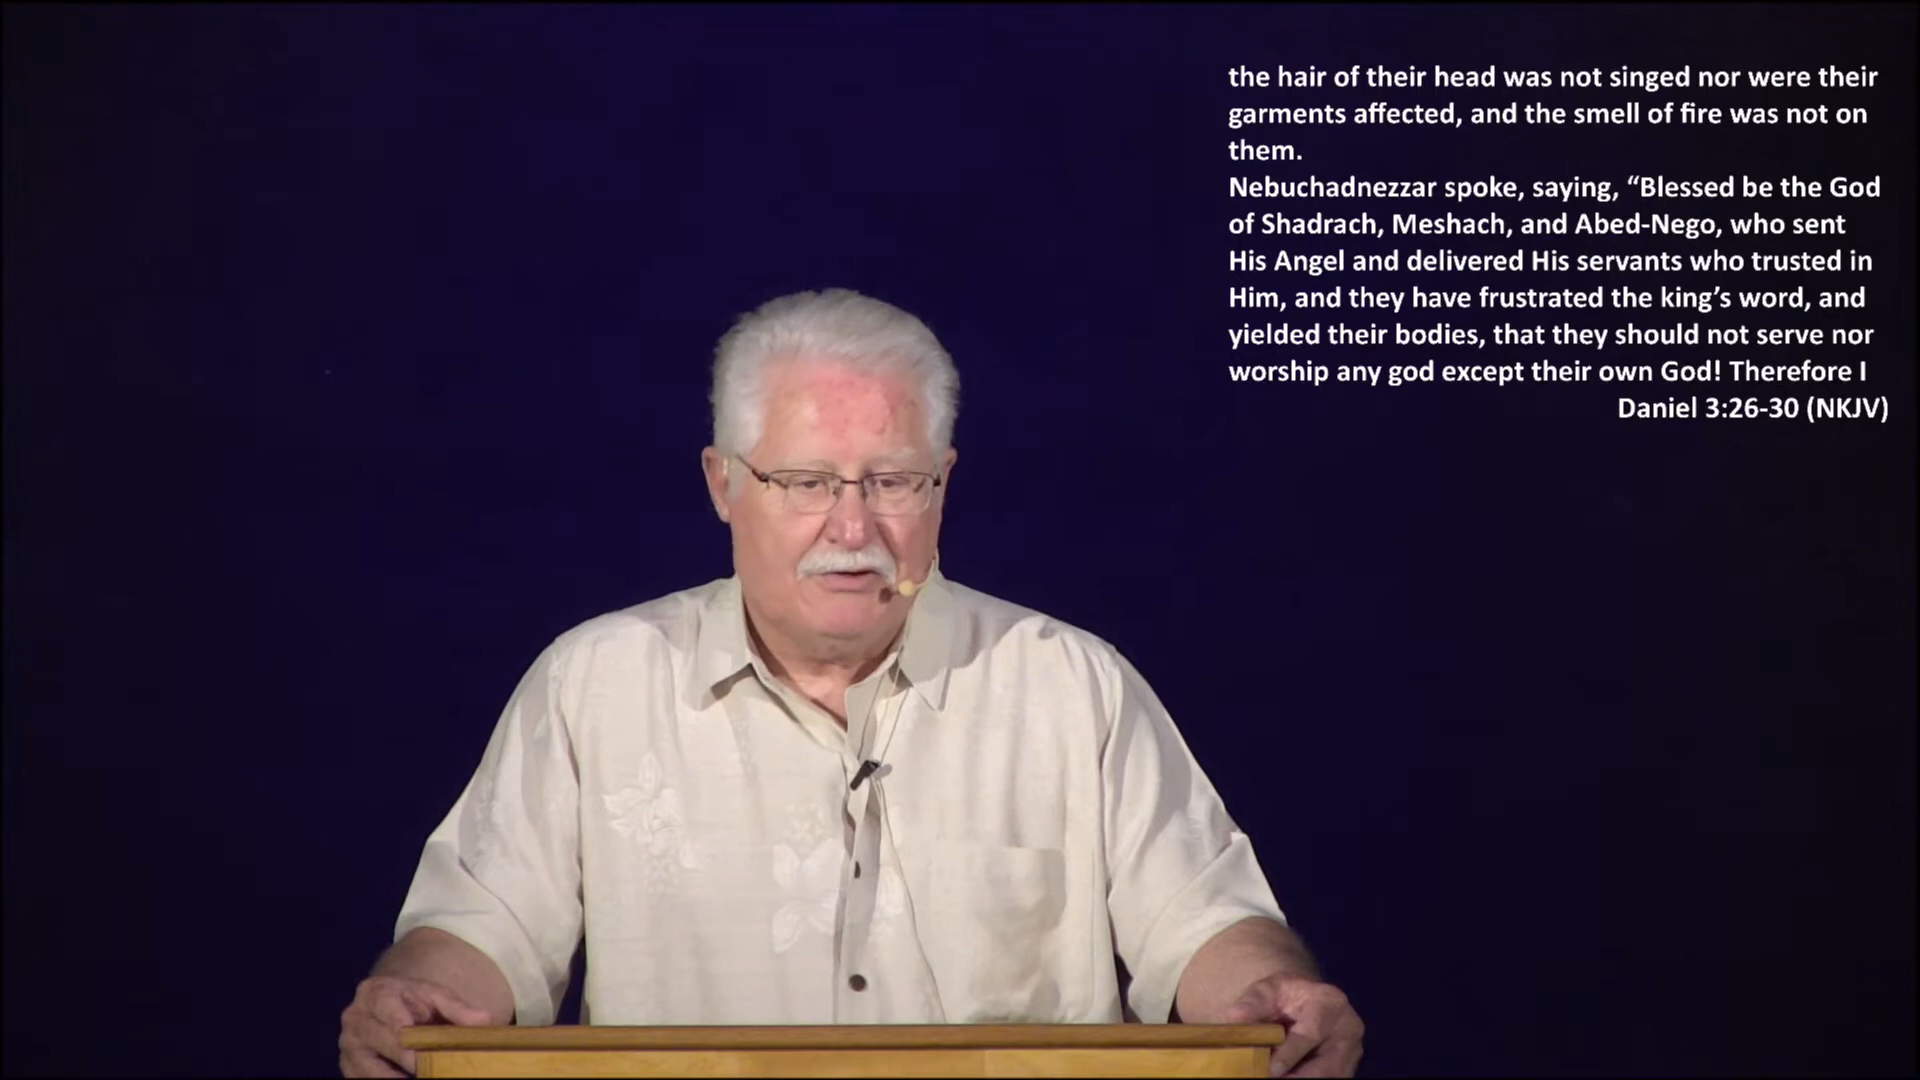 the hair of their head was not singed nor were their
garments affected, and the smell of fire was not on
them.
Nebuchadnezzar spoke, saying, “Blessed be the God
of Shadrach, Meshach, and Abed-Nego, who sent
His Angel and delivered His servants who trusted in
Him, and they have frustrated the king’s word, and
yielded their bodies, that they should not serve nor
worship any god except their own God! Therefore I
Daniel 3:26-30 (NKJV)